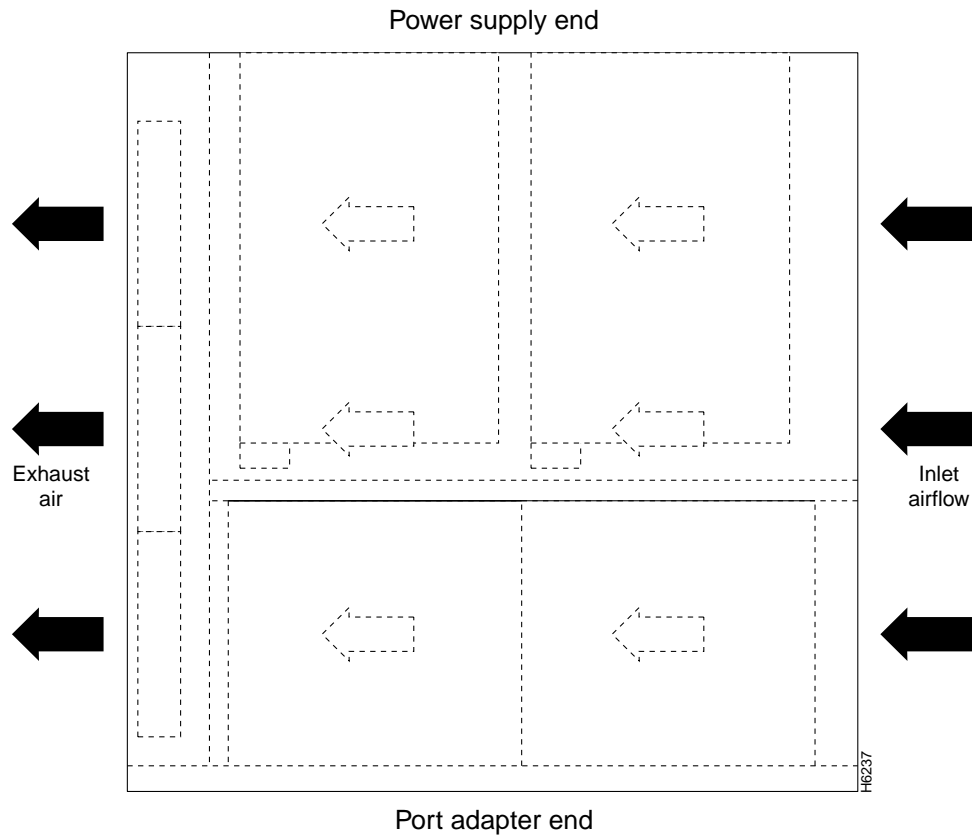 Power supply end
Exhaust
air
Inlet
airflow
H6237
Port adapter end